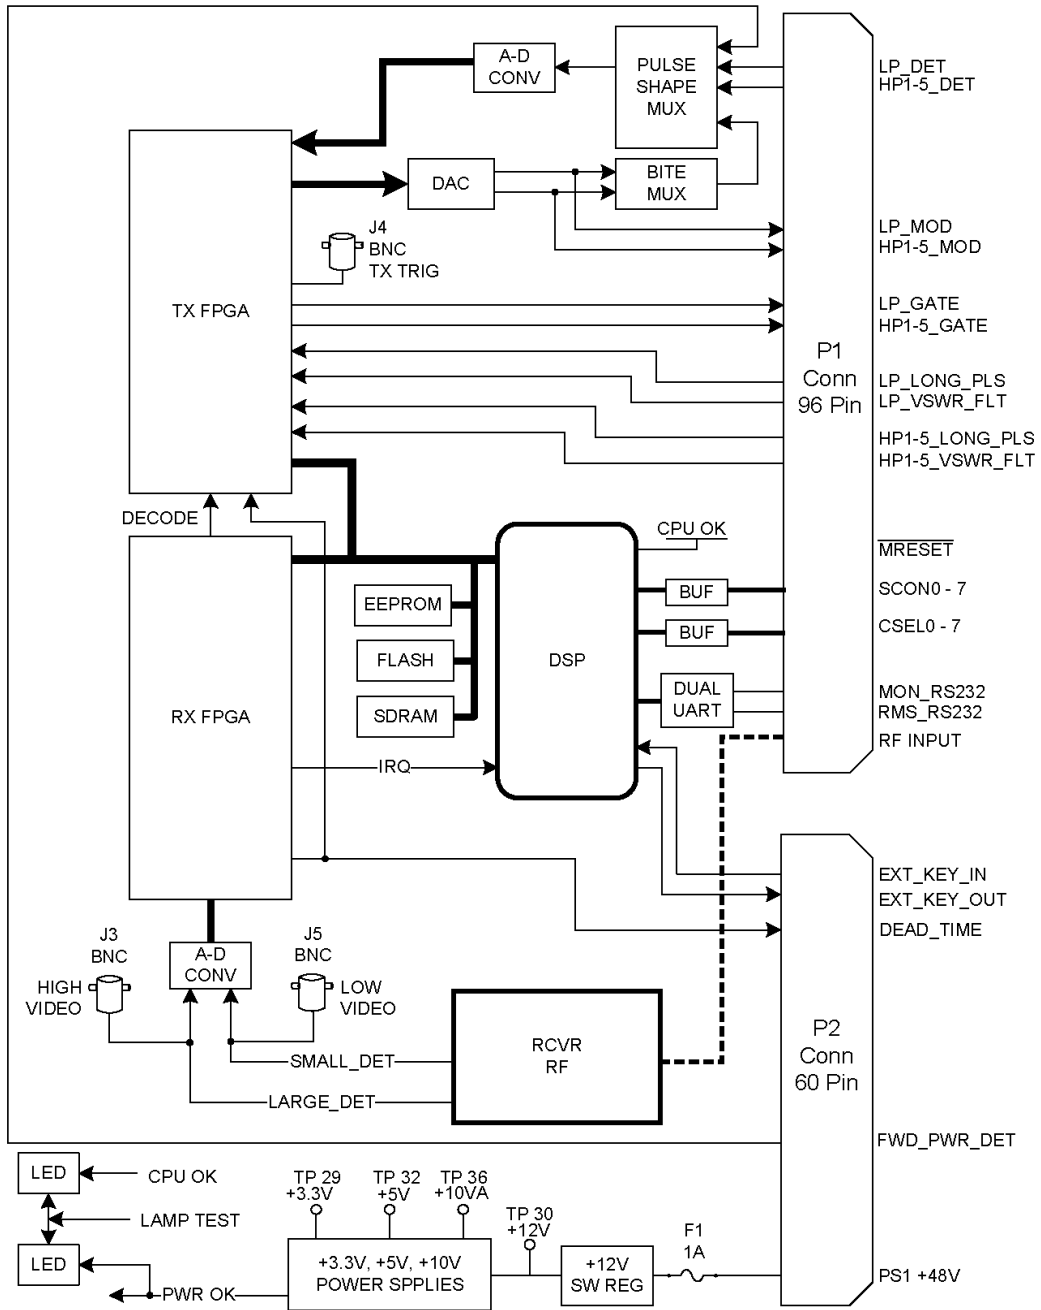 A-D
CONV
PULSE
SHAPE
MUX
LP_DET
HP1-5_DET
DAC
BITE
MUX
J4
BNC
TX TRIG
LP_MOD
HP1-5_MOD
TX FPGA
LP_GATE
HP1-5_GATE
P1
Conn
96 Pin
LP_LONG_PLS
LP_VSWR_FLT
HP1-5_LONG_PLS
HP1-5_VSWR_FLT
DECODE
CPU OK
MRESET
EEPROM
BUF
SCON0 - 7
BUF
CSEL0 - 7
FLASH
DSP
DUAL
UART
MON_RS232
RMS_RS232
RX FPGA
SDRAM
RF INPUT
IRQ
EXT_KEY_IN
EXT_KEY_OUT
DEAD_TIME
J3
BNC
HIGH
VIDEO
A-D
CONV
J5
BNC
LOW
VIDEO
RCVR
RF
P2
Conn
60 Pin
SMALL_DET
LARGE_DET
FWD_PWR_DET
LED
CPU OK
LAMP TEST
LED
PWR OK
TP 29
+3.3V
TP 32
+5V
TP 36
+10VA
TP 30
+12V
+3.3V, +5V, +10V
POWER SPPLIES
+12V
SW REG
F1
1A
PS1 +48V